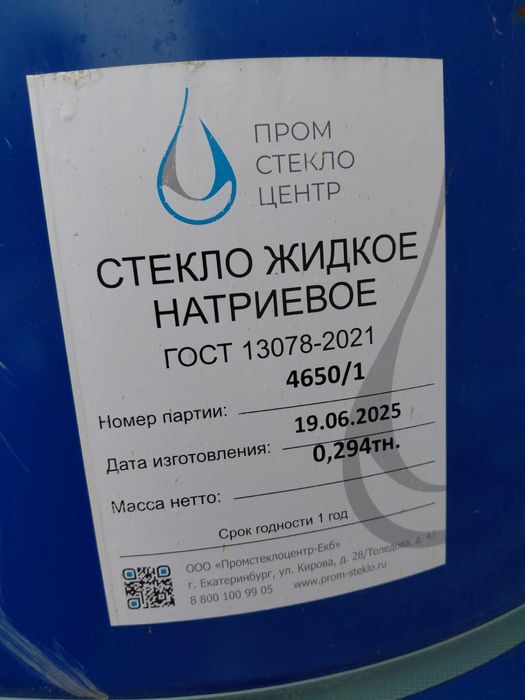 ПРОМ
СТЕКЛО
ЦЕНТР
СТЕКЛО ЖИДКОЕ
НАТРИЕВОЕ
ГОСТ 13078-2021
Номер партии: 4650/1
Дата изготовления: 19.06.2025
Масса нетто: 0,294тн.
Срок годности 1 год
ООО «Промстеклоцентр-Екб»
г. Екатеринбург, ул. Кирова, д. 28/Толедова, д. 43
8 800 100 99 05 www.prom-steklo.ru